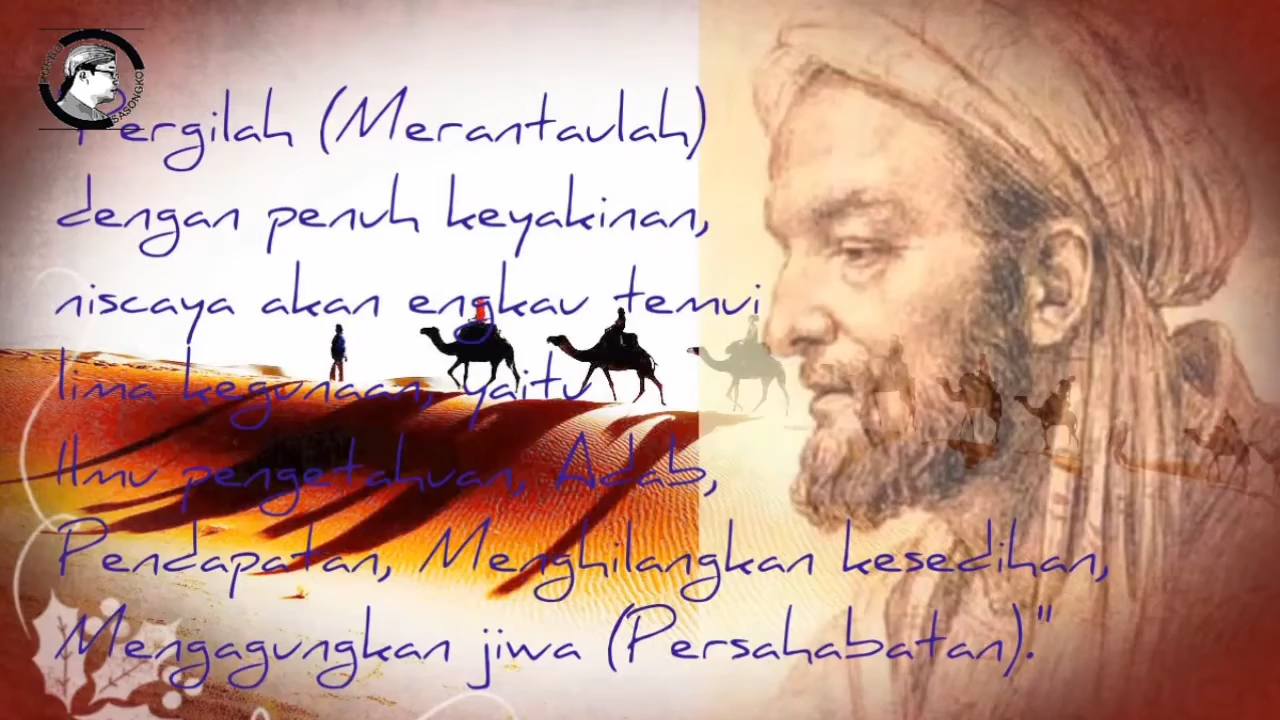 "Pergilah (Merantaulah)
dengan penuh keyakinan,
niscaya akan engkau temui
lima kegunaan, yaitu
Ilmu pengetahuan, Adab,
Pendapatan, Menghilangkan kesedihan,
Mengagungkan jiwa (Persahabatan)."
SASONGKO